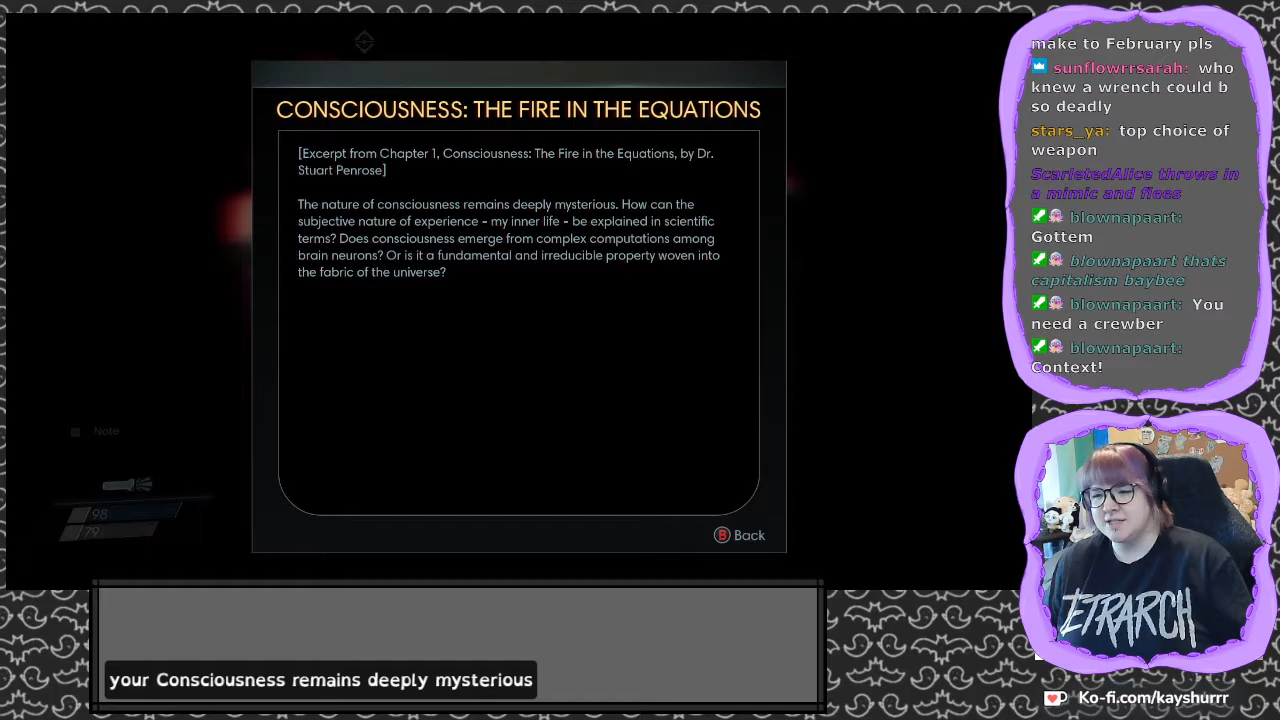 CONSCIOUSNESS: THE FIRE IN THE EQUATIONS
[Excerpt from Chapter 1, Consciousness: The Fire in the Equations, by Dr.
Stuart Penrose]
The nature of consciousness remains deeply mysterious. How can the
subjective nature of experience - my inner life - be explained in scientific
terms? Does consciousness emerge from complex computations among
brain neurons? Or is it a fundamental and irreducible property woven into
the fabric of the universe?
B Back
Note
98
79
your Consciousness remains deeply mysterious
make to February pls
sunflowrrsarah: who
knew a wrench could b
so deadly
stars_ya: top choice of
weapon
ScarletedAlice throws in
a mimic and flees
blownapaart:
Gottem
blownapaart thats
capitalism baybee
blownapaart: You
need a crewber
blownapaart:
Context!
ETRARCH
Ko-fi.com/kayshurrr